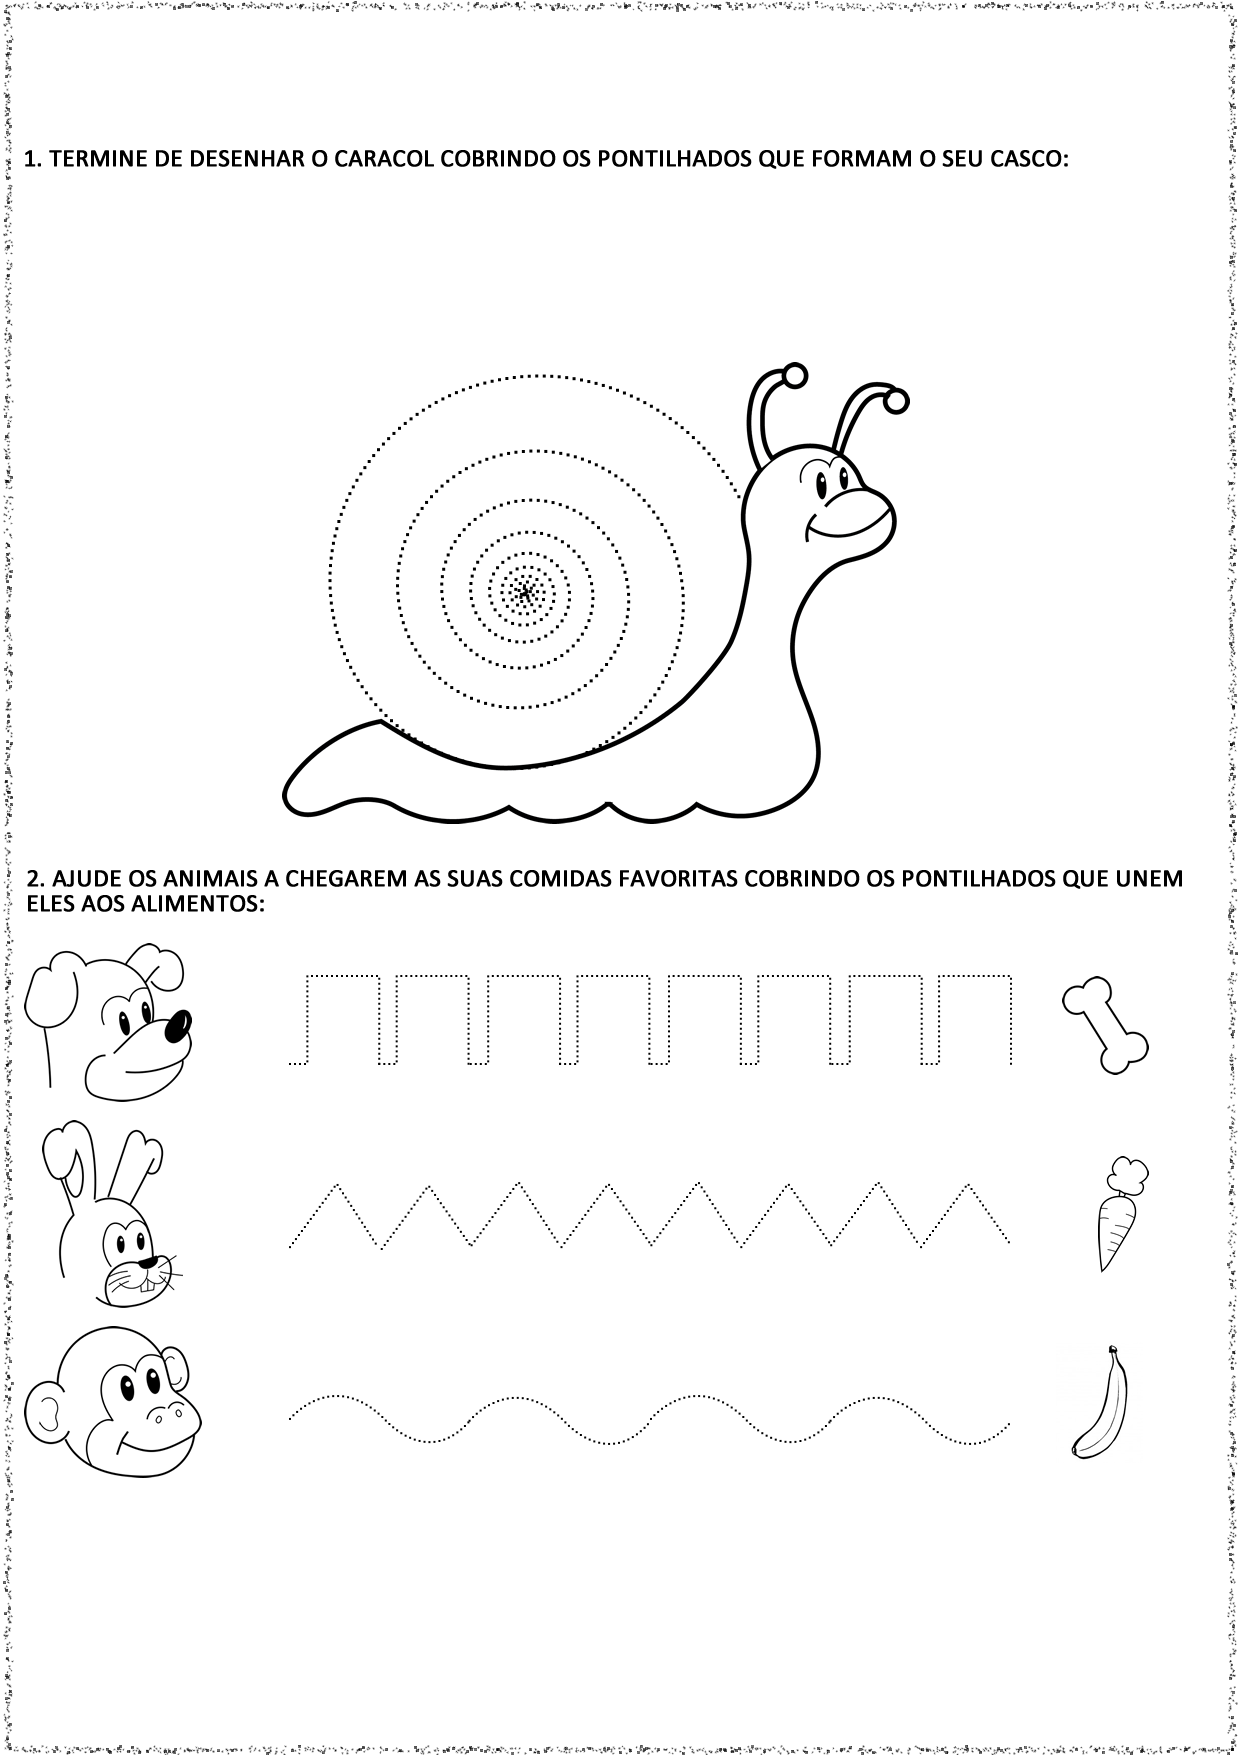 1. TERMINE DE DESENHAR O CARACOL COBRINDO OS PONTILHADOS QUE FORMAM O SEU CASCO:
2. AJUDE OS ANIMAIS A CHEGAREM AS SUAS COMIDAS FAVORITAS COBRINDO OS PONTILHADOS QUE UNEM
ELES AOS ALIMENTOS: